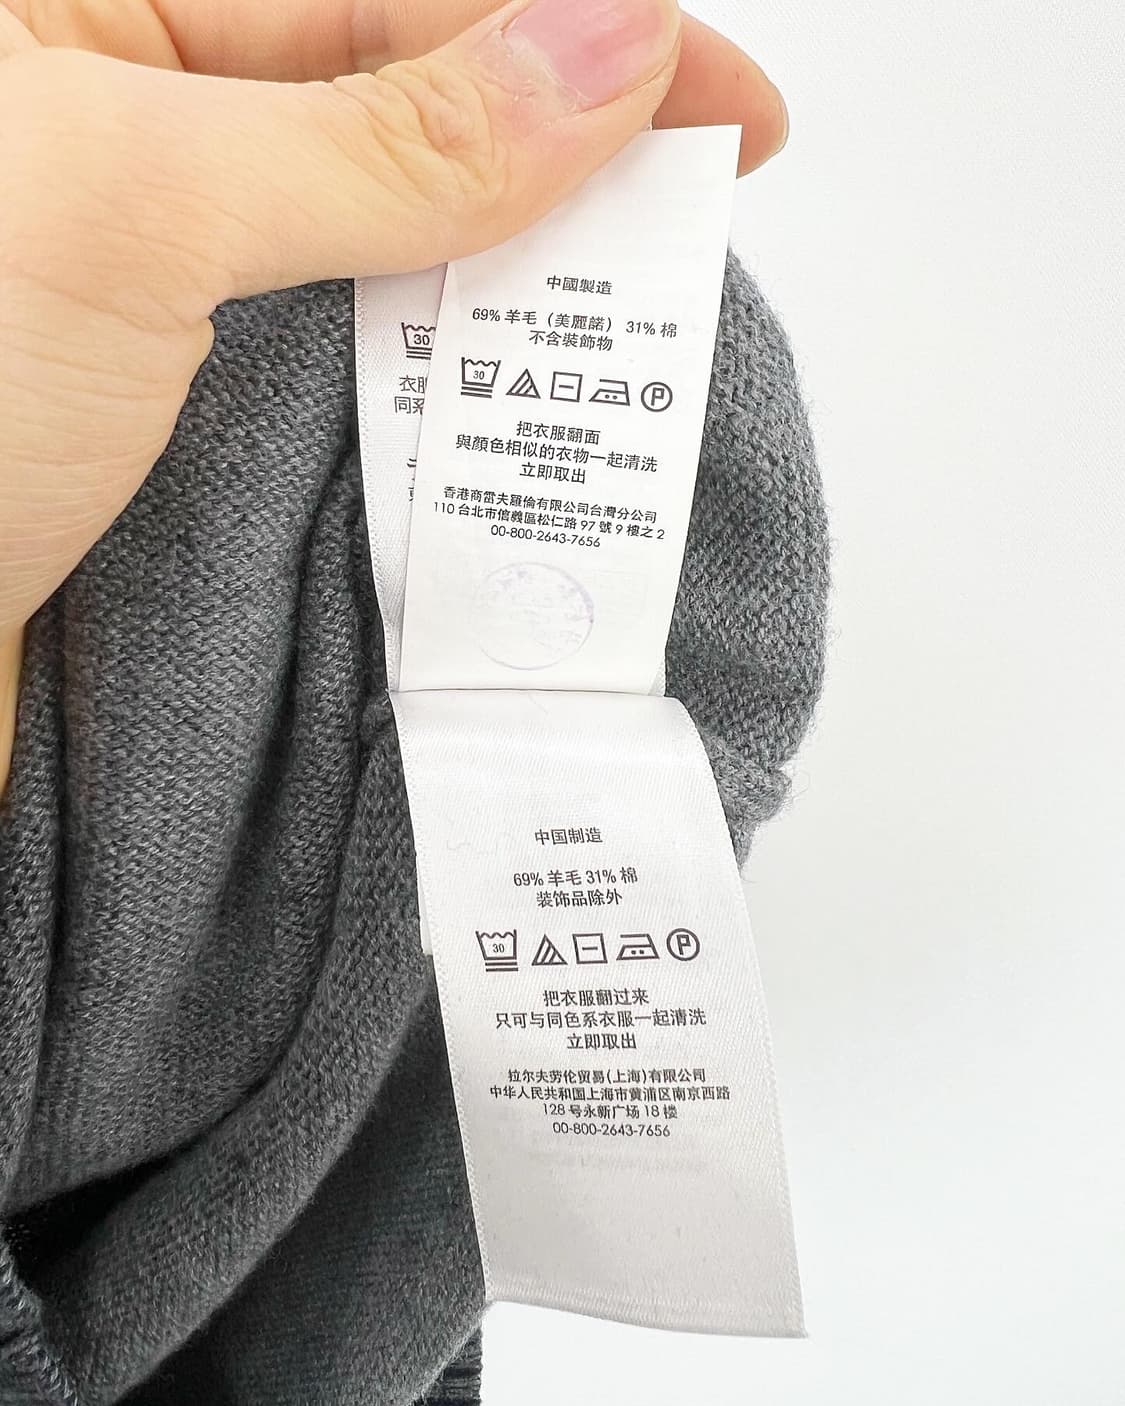 中國製造
69% 羊毛（美麗諾） 31% 棉
不含裝飾物
30
30
衣
同
把衣服翻面
與顏色相似的衣物一起清洗
立即取出
香港商雷夫羅倫有限公司台灣分公司
110 台北市信義區松仁路 97 號 9 樓之 2
00-800-2643-7656
中国制造
69% 羊毛 31% 棉
装饰品除外
30
把衣服翻过来
只可与同色系衣服一起清洗
立即取出
拉尔夫劳伦贸易(上海)有限公司
中华人民共和国上海市黄浦区南京西路
128 号永新广场 18 楼
00-800-2643-7656